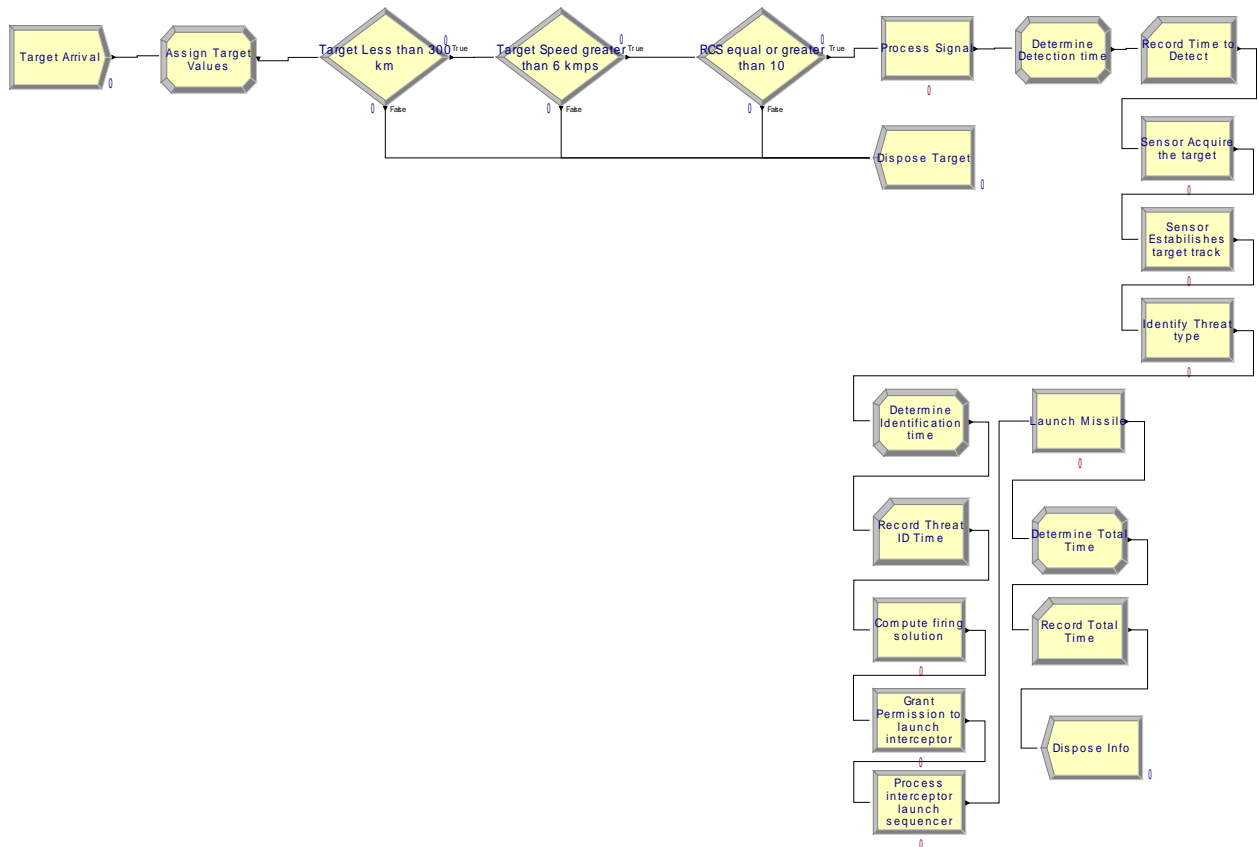 Target Arrival
0
Assign Target
Values
Target Less than 300
km
0
True
0
False
Target Speed greater
than 6 kmps
0
True
0
False
RCS equal or greater
than 10
0
True
0
False
Process Signal
0
Determine
Detection time
Record Time to
Detect
Dispose Target
0
Sensor Acquire
the target
0
Sensor
Estabilishes
target track
0
Identify Threat
type
0
Determine
Identification
time
Record Threat
ID Time
Compute firing
solution
0
Grant
Permission to
launch
interceptor
0
Process
interceptor
launch
sequencer
0
Launch Missile
0
Determine Total
Time
Record Total
Time
Dispose Info
0